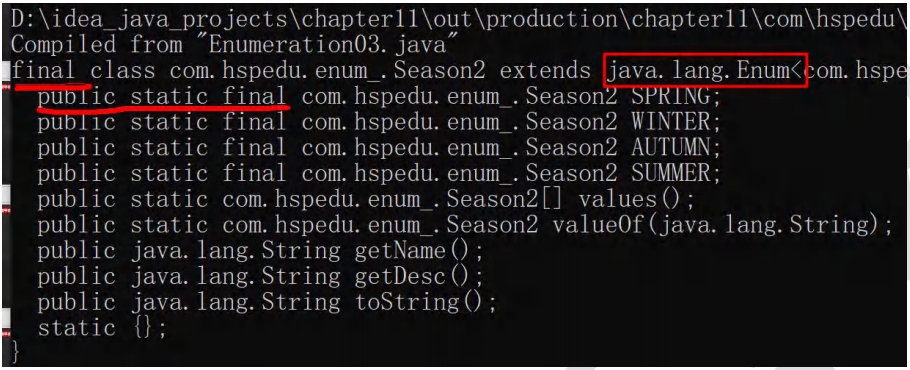 D:\idea_java_projects\chapter11\out\production\chapter11\com\hspedu\
Compiled from "Enumeration03.java"
final class com.hspedu.enum_.Season2 extends java.lang.Enum<com.hspe
public static final com.hspedu.enum_.Season2 SPRING;
public static final com.hspedu.enum_.Season2 WINTER;
public static final com.hspedu.enum_.Season2 AUTUMN;
public static final com.hspedu.enum_.Season2 SUMMER;
public static com.hspedu.enum_.Season2[] values();
public static com.hspedu.enum_.Season2 valueOf(java.lang.String);
public java.lang.String getName();
public java.lang.String getDesc();
public java.lang.String toString();
static {};
}